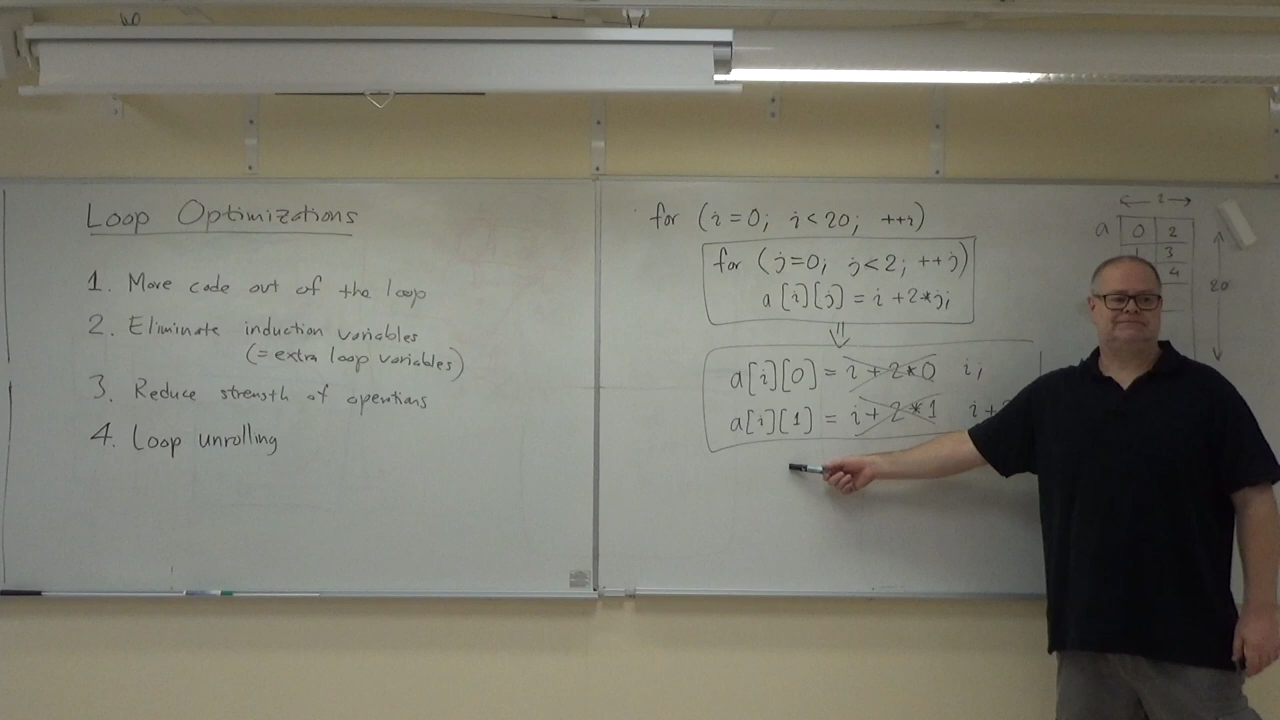 Loop Optimizations
1. Move code out of the loop
2. Eliminate induction variables
(= extra loop variables)
3. Reduce strength of operations
4. Loop unrolling
for (i=0; i<20; ++i)
for (j=0; j<2; ++j)
a[i][j] = i+2*j;
⇓
a[i][0] = i+2*0 i;
a[i][1] = i+2*1 i+
2
a 0 2
1 3
4
20